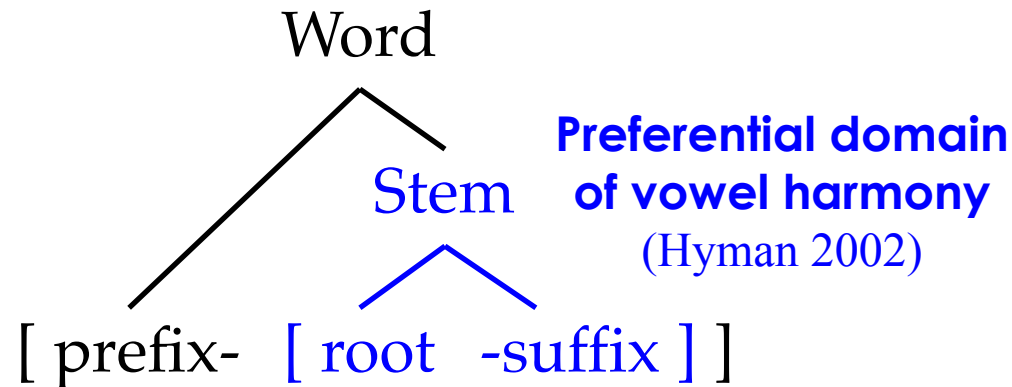 Word
Preferential domain
Stem of vowel harmony
(Hyman 2002)
[ prefix- [ root -suffix ] ]